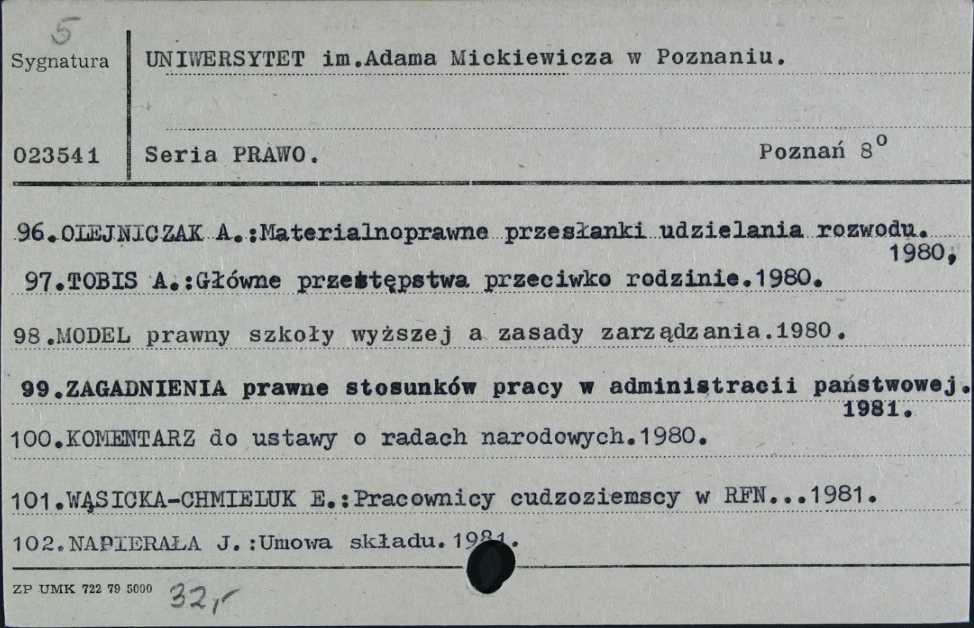 5
Sygnatura
UNIWERSYTET im.Adama Mickiewicza w Poznaniu.
023541
Seria PRAWO.
Poznań 8o
96.OLEJNICZAK A.:Materialnoprawne przesłanki udzielania rozwodu.
1980,
97.TOBIS A.:Główne przestępstwa przeciwko rodzinie.1980.
98.MODEL prawny szkoły wyższej a zasady zarządzania.1980.
99.ZAGADNIENIA prawne stosunków pracy w administracii państwowej.
1981.
100.KOMENTARZ do ustawy o radach narodowych.1980.
101.WĄSICKA-CHMIELUK E.:Pracownicy cudzoziemscy w RFN...1981.
102.NAPIERAŁA J.:Umowa składu.1981.
ZP UMK 722 79 5000
32,-